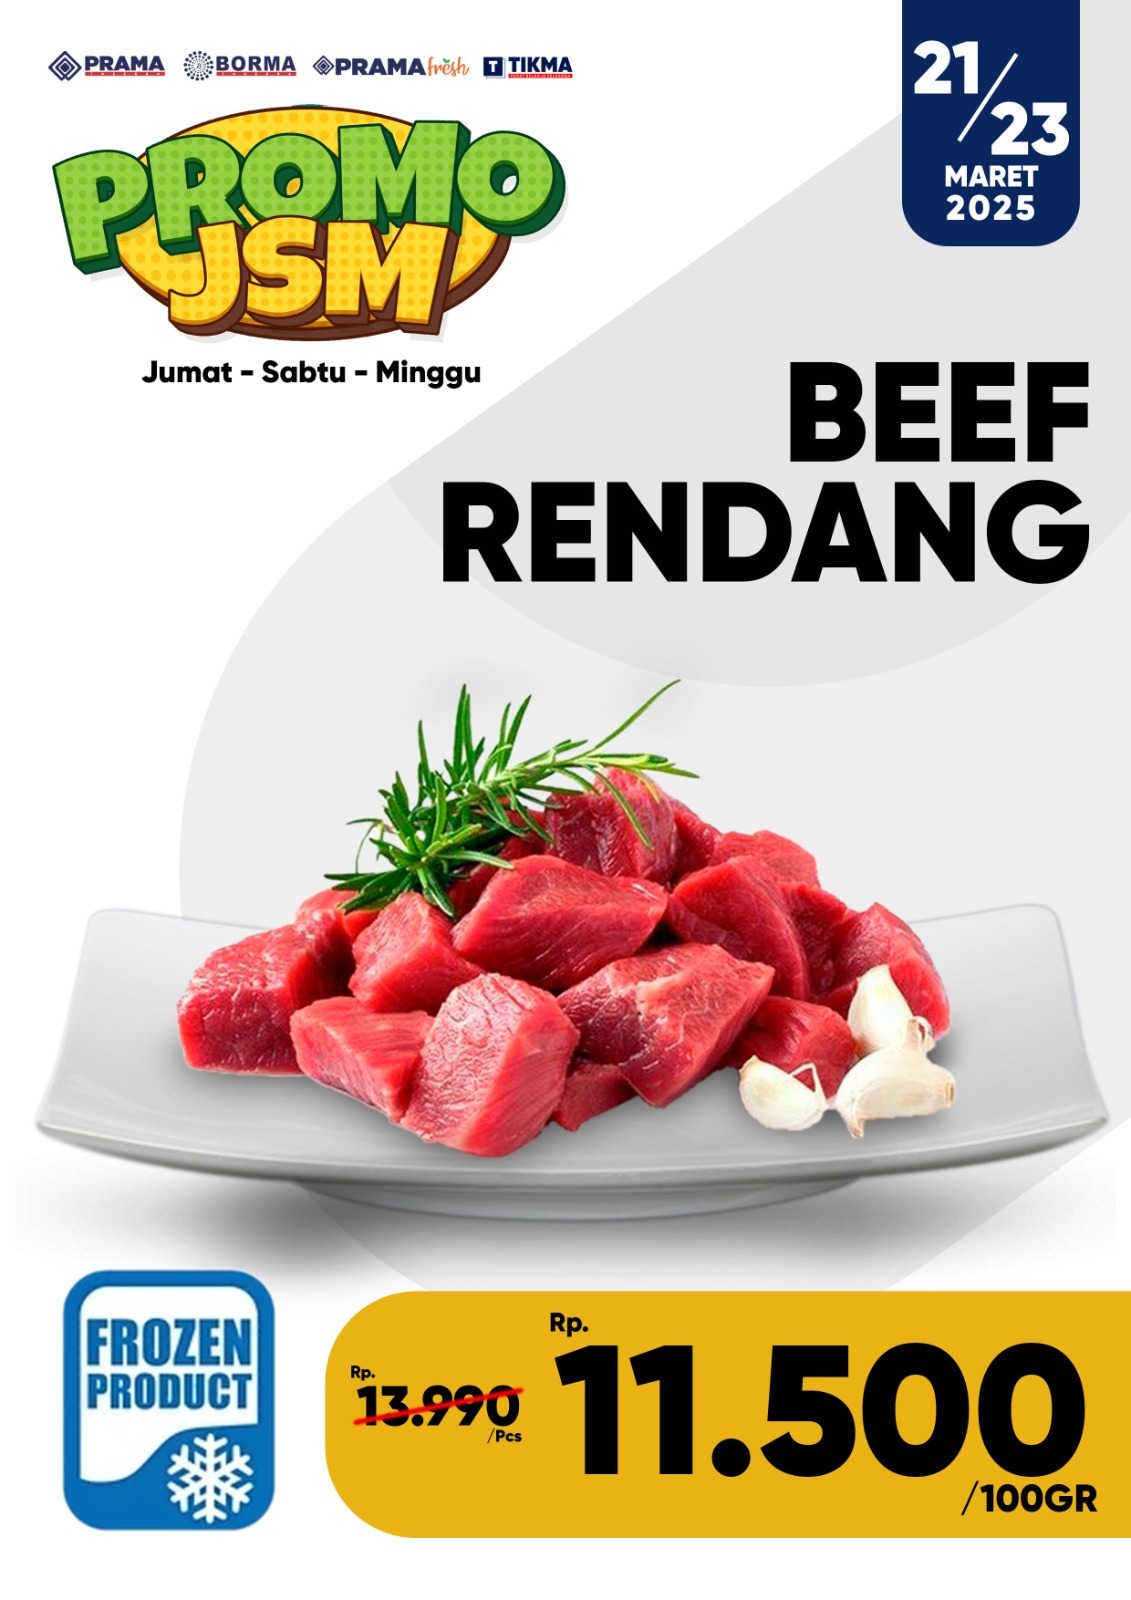 PRAMA BORMA PRAMA fresh T TIKMA
PROMO
JSM
Jumat - Sabtu - Minggu
21/23
MARET
2025
BEEF
RENDANG
FROZEN
PRODUCT
Rp.
13.990
/Pcs
Rp.
11.500
/100GR